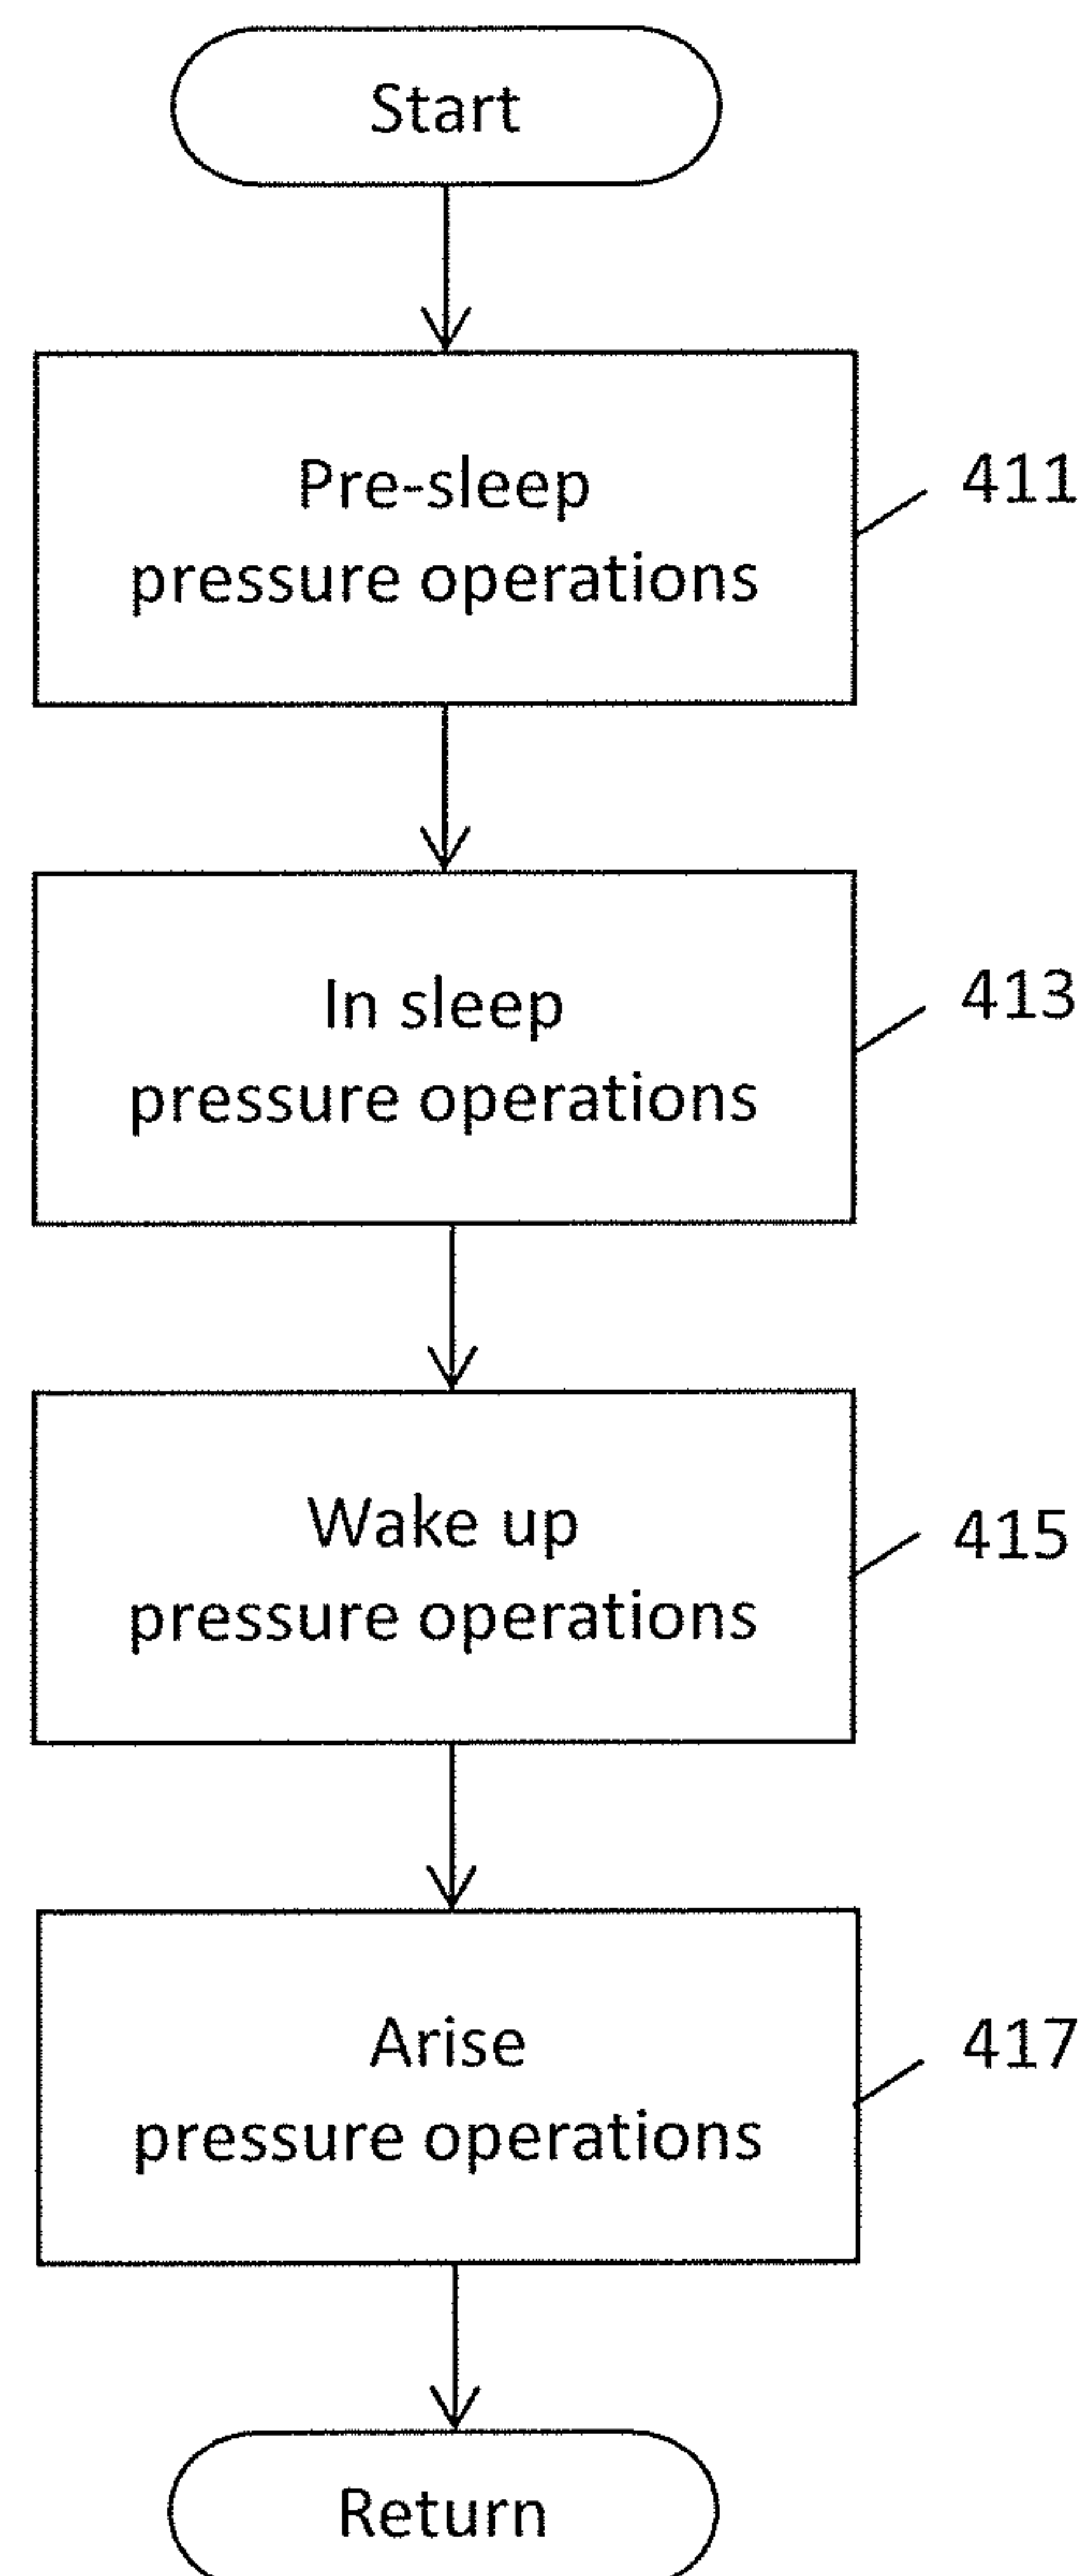 Start
Pre-sleep
pressure operations
411
In sleep
pressure operations
413
Wake up
pressure operations
415
Arise
pressure operations
417
Return